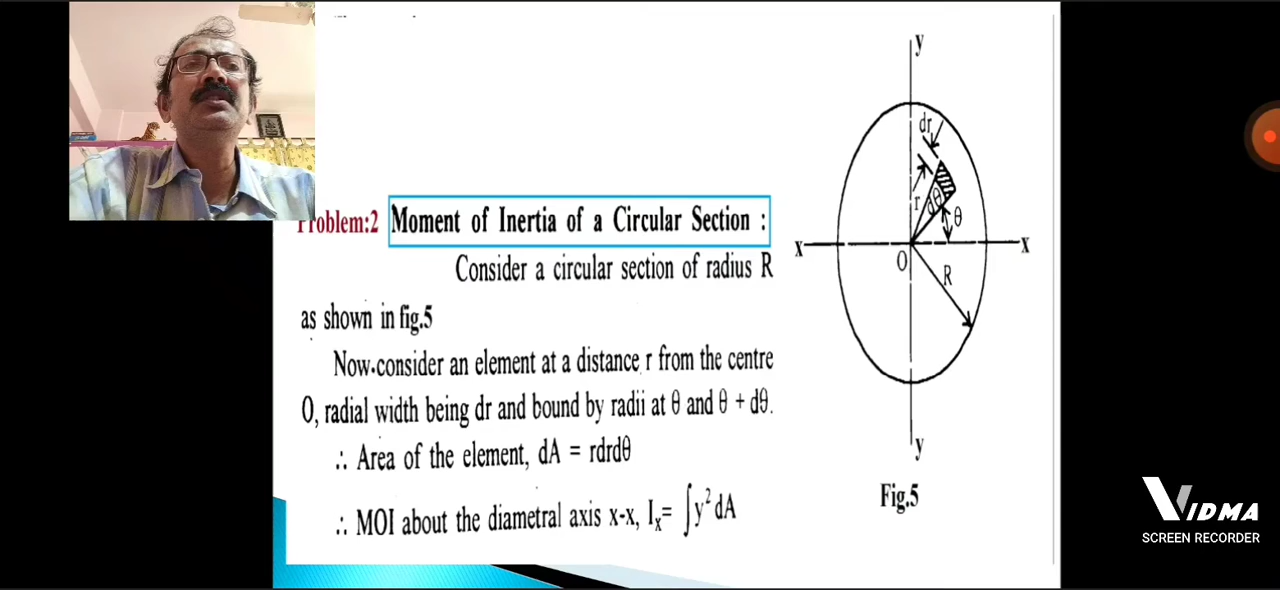 Problem:2 Moment of Inertia of a Circular Section :
Consider a circular section of radius R
as shown in fig.5
Now consider an element at a distance r from the centre
O, radial width being dr and bound by radii at θ and θ + dθ.
∴ Area of the element, dA = rdrdθ
∴ MOI about the diametral axis x-x, Iₓ= ∫y² dA
y
dr
r
dθ
θ
x
x
O
R
y
Fig.5
VIDMA
SCREEN RECORDER